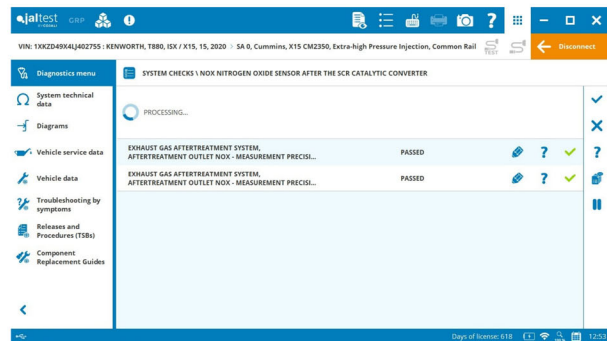 jaltest GRP
VIN: 1XKZD49X4LJ402755 : KENWORTH, T880, ISX / X15, 15, 2020 > SA 0, Cummins, X15 CM2350, Extra-high Pressure Injection, Common Rail
TEST
Disconnect
Diagnostics menu
SYSTEM CHECKS \ NOX NITROGEN OXIDE SENSOR AFTER THE SCR CATALYTIC CONVERTER
System technical
data
Diagrams
Vehicle service data
Vehicle data
Troubleshooting by
symptoms
Releases and
Procedures (TSBs)
Component
Replacement Guides
PROCESSING...
EXHAUST GAS AFTERTREATMENT SYSTEM,
AFTERTREATMENT OUTLET NOX - MEASUREMENT PRECISI...
PASSED
EXHAUST GAS AFTERTREATMENT SYSTEM,
AFTERTREATMENT OUTLET NOX - MEASUREMENT PRECISI...
PASSED
Days of license: 618
12:53